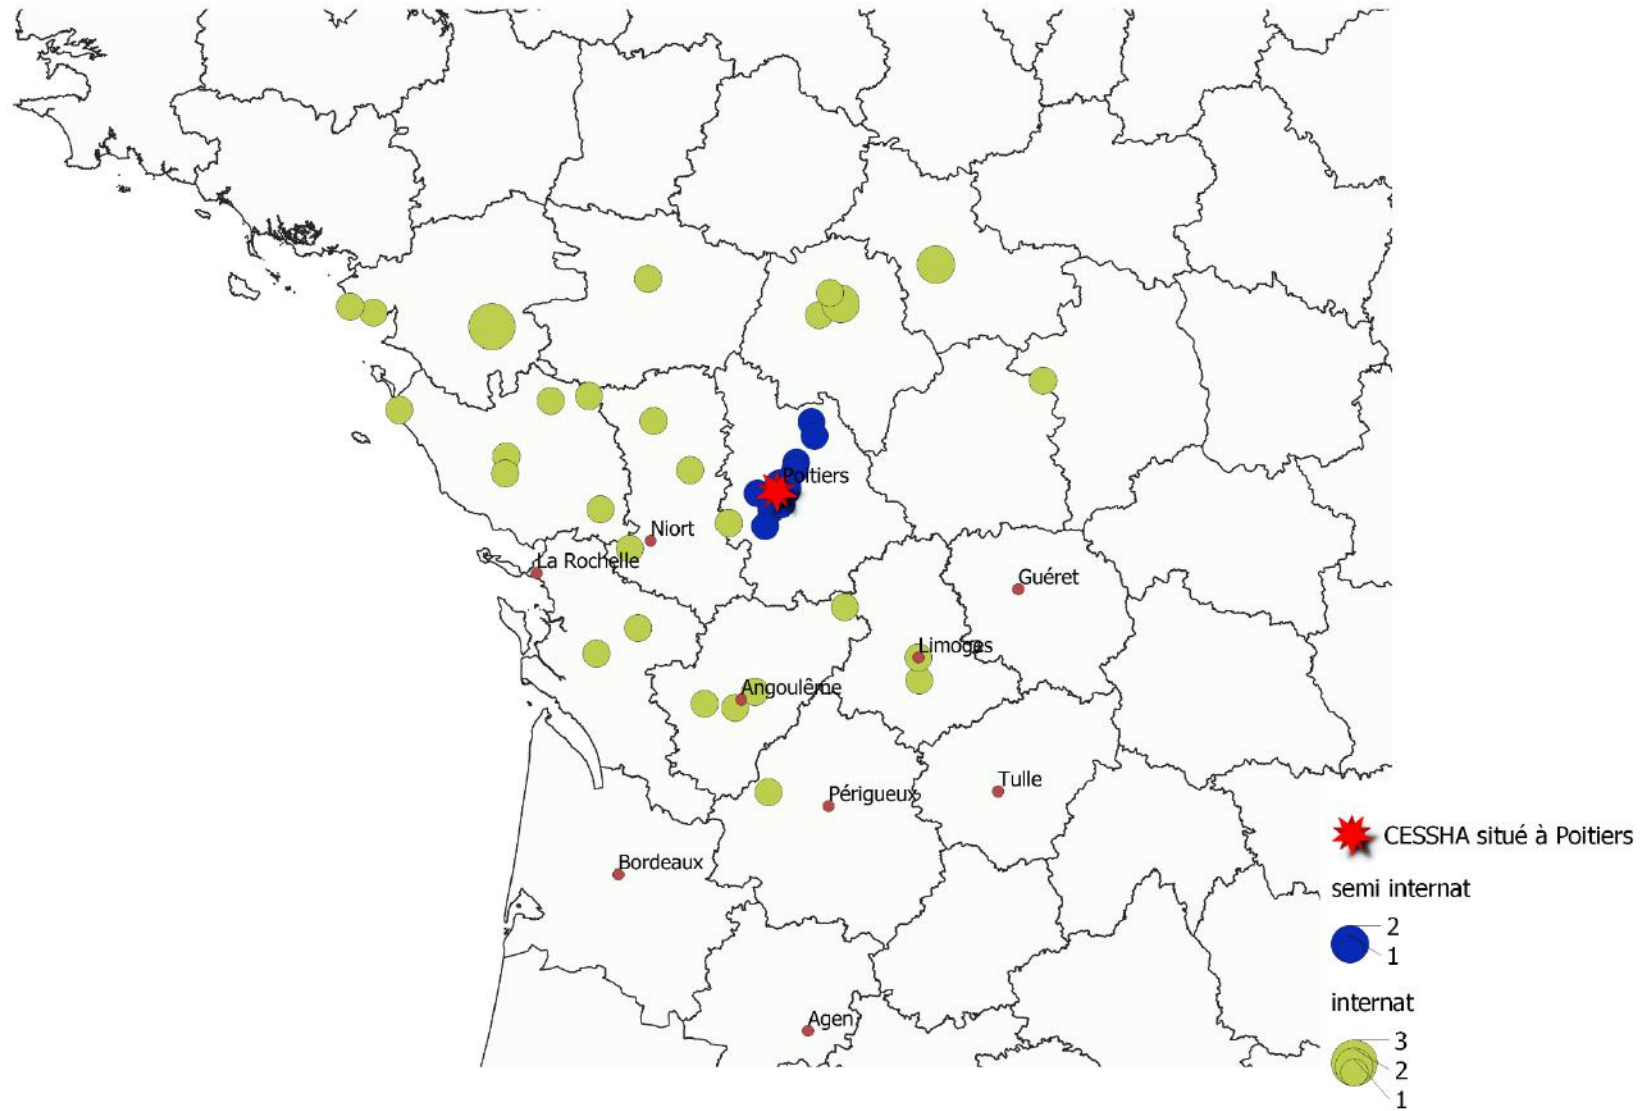 Poitiers
Niort
La Rochelle
Guéret
Limoges
Angoulême
Périgueux
Tulle
Bordeaux
Agen
CESSHA situé à Poitiers
semi internat
2
1
internat
3
2
1